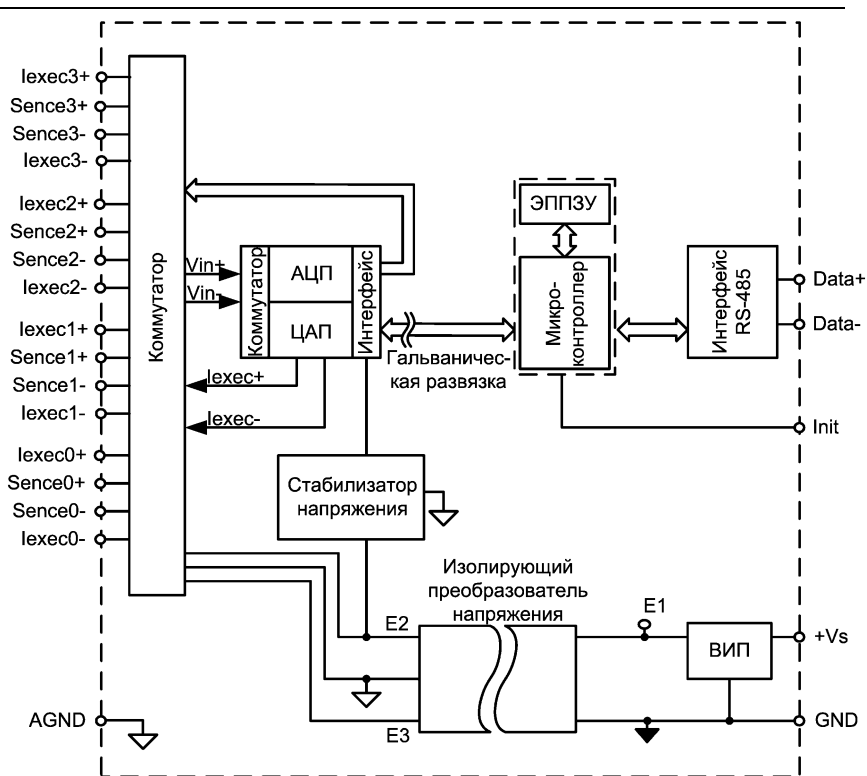 Iexec3+
Sence3+
Sence3-
Iexec3-
Iexec2+
Sence2+
Sence2-
Iexec2-
Iexec1+
Sence1+
Sence1-
Iexec1-
Iexec0+
Sence0+
Sence0-
Iexec0-
AGND
Коммутатор
Vin+
Vin-
Коммутатор
АЦП
ЦАП
Интерфейс
Iexec+
Iexec-
Гальваничес-
кая развязка
ЭППЗУ
Микро-
контроллер
Интерфейс
RS-485
Data+
Data-
Init
Стабилизатор
напряжения
Изолирующий
преобразователь
напряжения
E2
E3
E1
ВИП
+Vs
GND